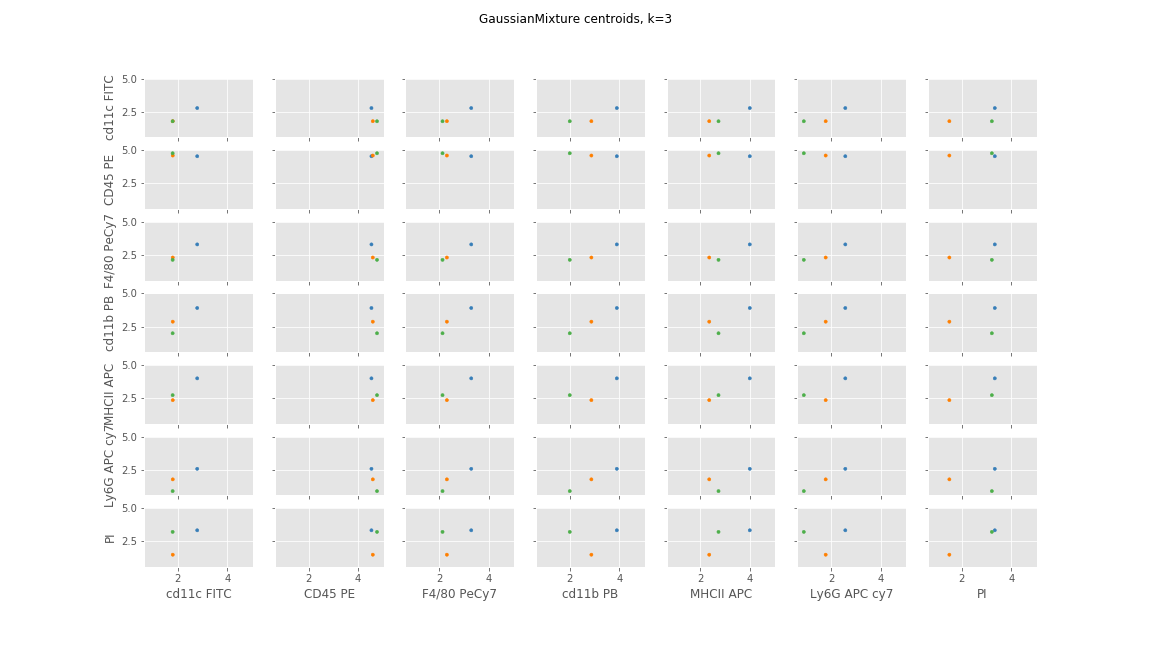 GaussianMixture centroids, k=3
5.0
2.5
cd11c FITC
5.0
2.5
CD45 PE
5.0
2.5
F4/80 PeCy7
5.0
2.5
cd11b PB
5.0
2.5
MHCII APC
5.0
2.5
Ly6G APC cy7
5.0
2.5
PI
2 4 2 4 2 4 2 4 2 4 2 4 2 4
cd11c FITC CD45 PE F4/80 PeCy7 cd11b PB MHCII APC Ly6G APC cy7 PI